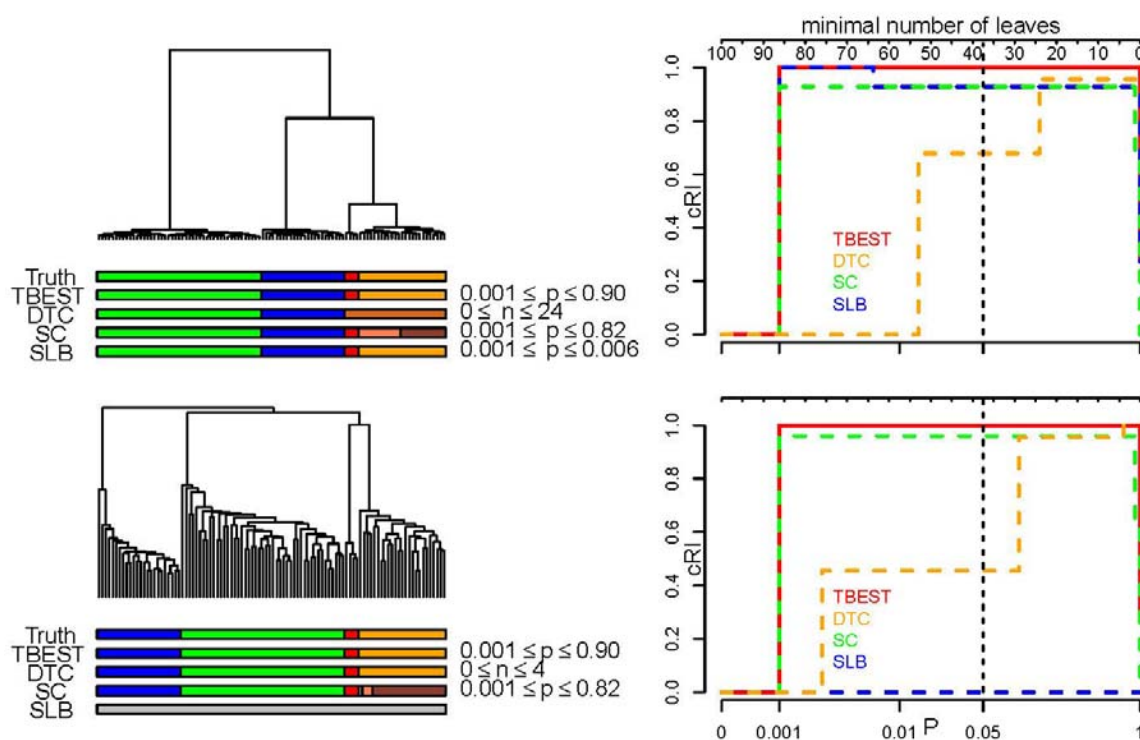 Truth
TBEST 0.001 ≤ p ≤ 0.90
DTC 0 ≤ n ≤ 24
SC 0.001 ≤ p ≤ 0.82
SLB 0.001 ≤ p ≤ 0.006
Truth
TBEST 0.001 ≤ p ≤ 0.90
DTC 0 ≤ n ≤ 4
SC 0.001 ≤ p ≤ 0.82
SLB
minimal number of leaves
100 90 80 70 60 50 40 30 20 10 0
1.0
0.8
0.6
cRI
0.4
0.2
0.0
TBEST
DTC
SC
SLB
1.0
0.8
0.6
cRI
0.4
0.2
0.0
TBEST
DTC
SC
SLB
0 0.001 0.01 P 0.05 1